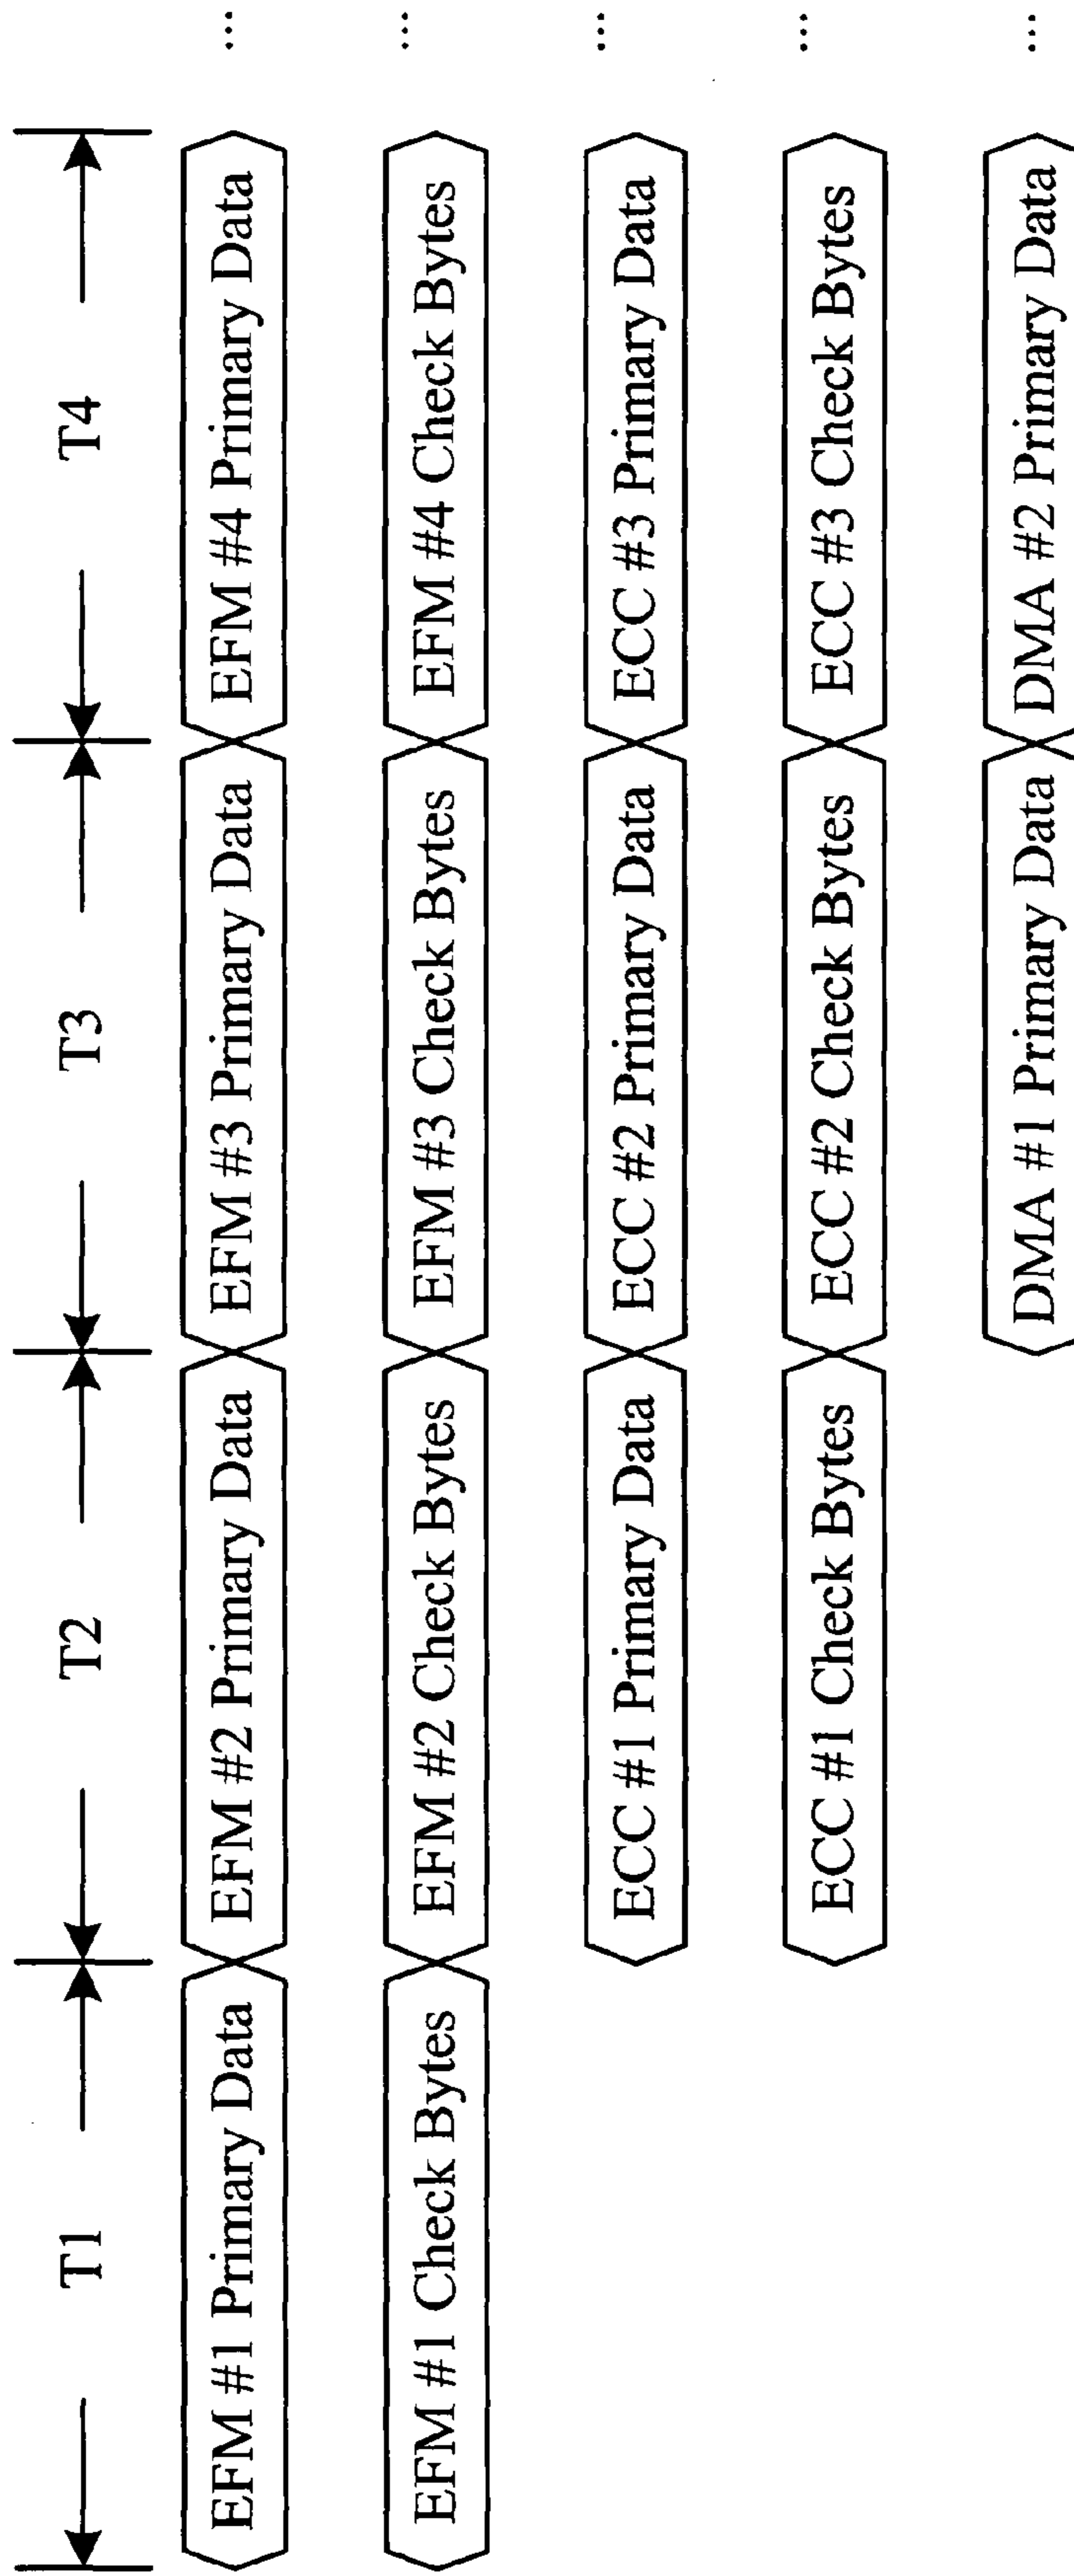 T1 T2 T3 T4
EFM #1 Primary Data EFM #2 Primary Data EFM #3 Primary Data EFM #4 Primary Data ...
EFM #1 Check Bytes EFM #2 Check Bytes EFM #3 Check Bytes EFM #4 Check Bytes ...
ECC #1 Primary Data ECC #2 Primary Data ECC #3 Primary Data ...
ECC #1 Check Bytes ECC #2 Check Bytes ECC #3 Check Bytes ...
DMA #1 Primary Data DMA #2 Primary Data ...